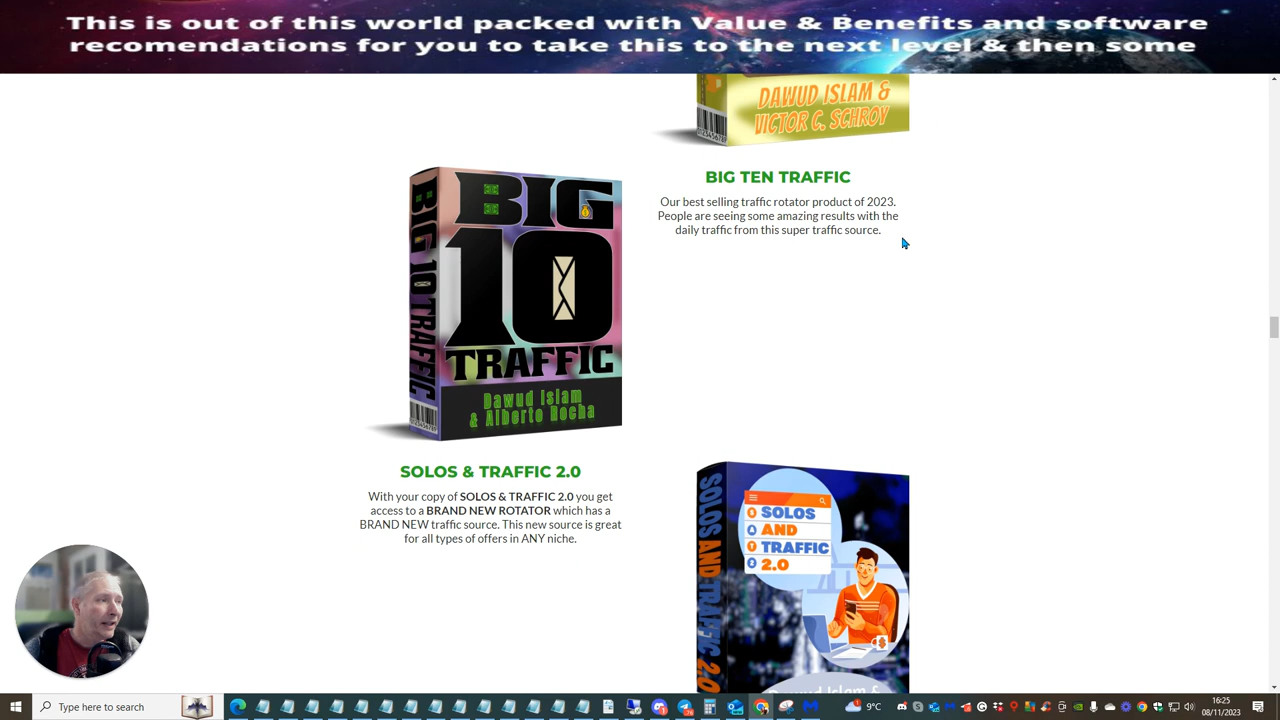 This is out of this world packed with Value & Benefits and software
recomendations for you to take this to the next level & then some
DAWUD ISLAM &
VICTOR C. SCHROY
BIG TEN TRAFFIC
Our best selling traffic rotator product of 2023.
People are seeing some amazing results with the
daily traffic from this super traffic source.
BIG
10
TRAFFIC
Dawud Islam
& Alberto Rocha
BIG 10 TRAFFIC
SOLOS & TRAFFIC 2.0
With your copy of SOLOS & TRAFFIC 2.0 you get
access to a BRAND NEW ROTATOR which has a
BRAND NEW traffic source. This new source is great
for all types of offers in ANY niche.
SOLOS AND TRAFFIC 2.0
SOLOS
AND
TRAFFIC
2.0
Dawud Islam &
Type here to search
9°C
16:25
08/11/2023